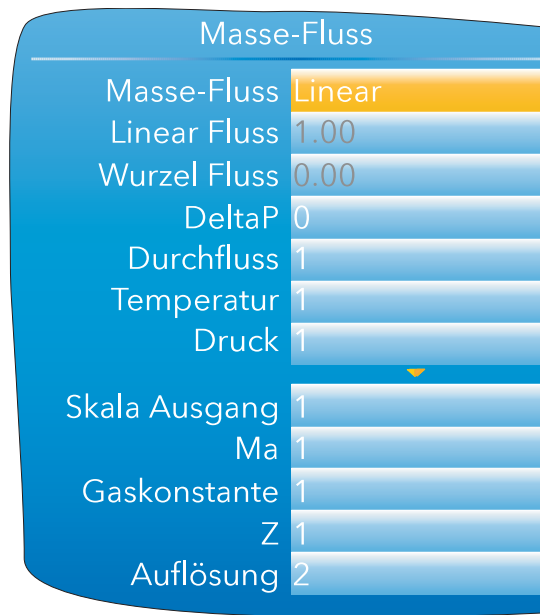 Masse-Fluss
Masse-Fluss Linear
Linear Fluss 1.00
Wurzel Fluss 0.00
DeltaP 0
Durchfluss 1
Temperatur 1
Druck 1
Skala Ausgang 1
Ma 1
Gaskonstante 1
Z 1
Auflösung 2